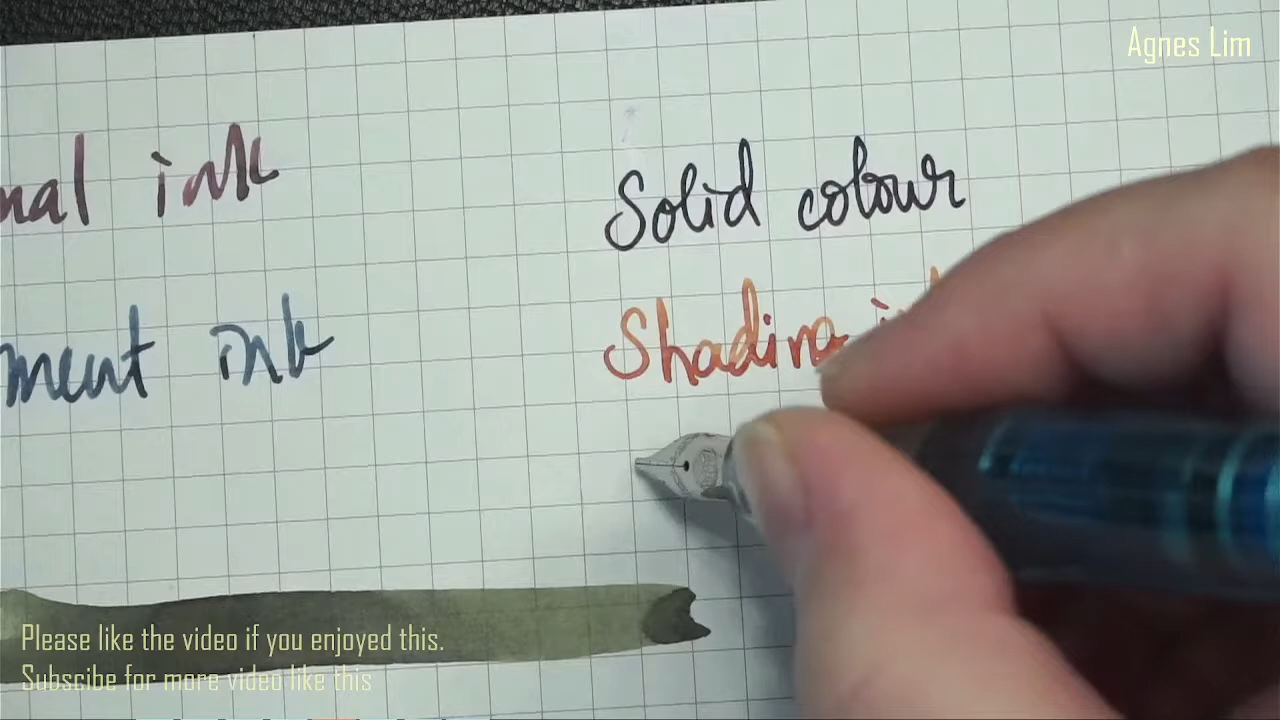 Agnes Lim
nal ink
Solid colour
ment ink
Shading
Please like the video if you enjoyed this.
Subscibe for more video like this